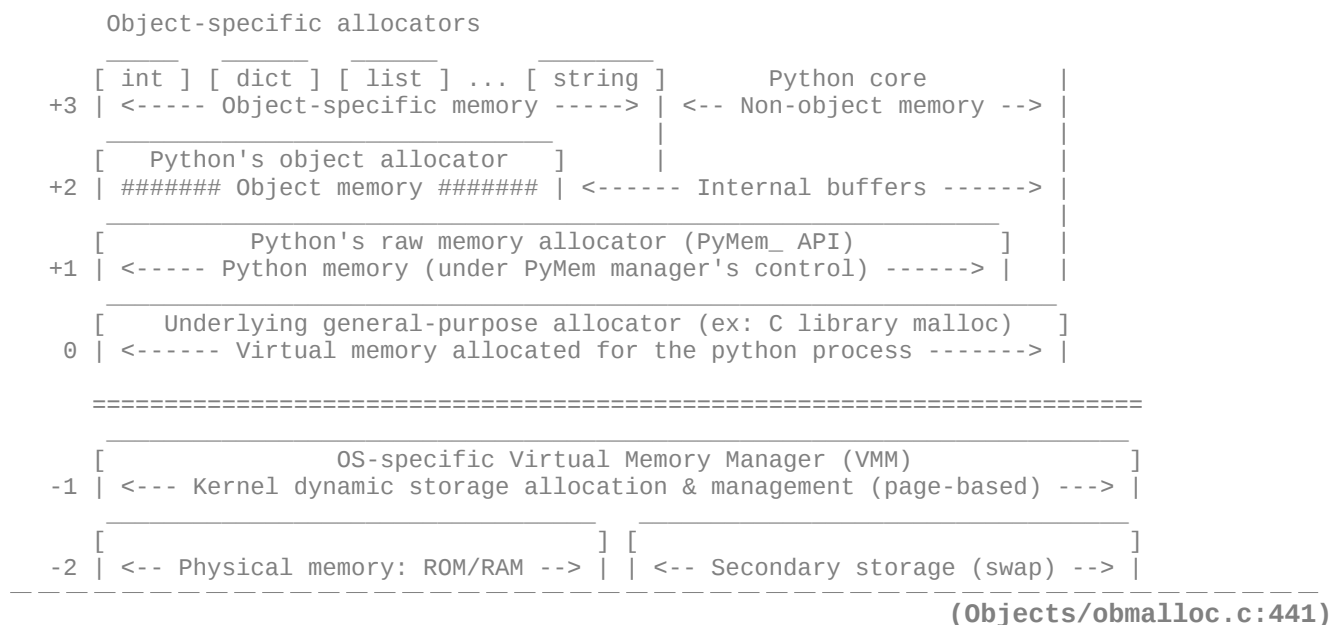 Object-specific allocators
[ int ] [ dict ] [ list ] ... [ string ] Python core |
+3 | <----- Object-specific memory -----> | <-- Non-object memory --> |
[ Python's object allocator ] | |
+2 | ####### Object memory ####### | <------ Internal buffers ------> |
[ Python's raw memory allocator (PyMem_ API) ] |
+1 | <----- Python memory (under PyMem manager's control) ------> | |
[ Underlying general-purpose allocator (ex: C library malloc) ]
0 | <------ Virtual memory allocated for the python process -------> |
=========================================================================
[ OS-specific Virtual Memory Manager (VMM) ]
-1 | <--- Kernel dynamic storage allocation & management (page-based) ---> |
[ ] [ ]
-2 | <-- Physical memory: ROM/RAM --> | | <-- Secondary storage (swap) --> |
(Objects/obmalloc.c:441)